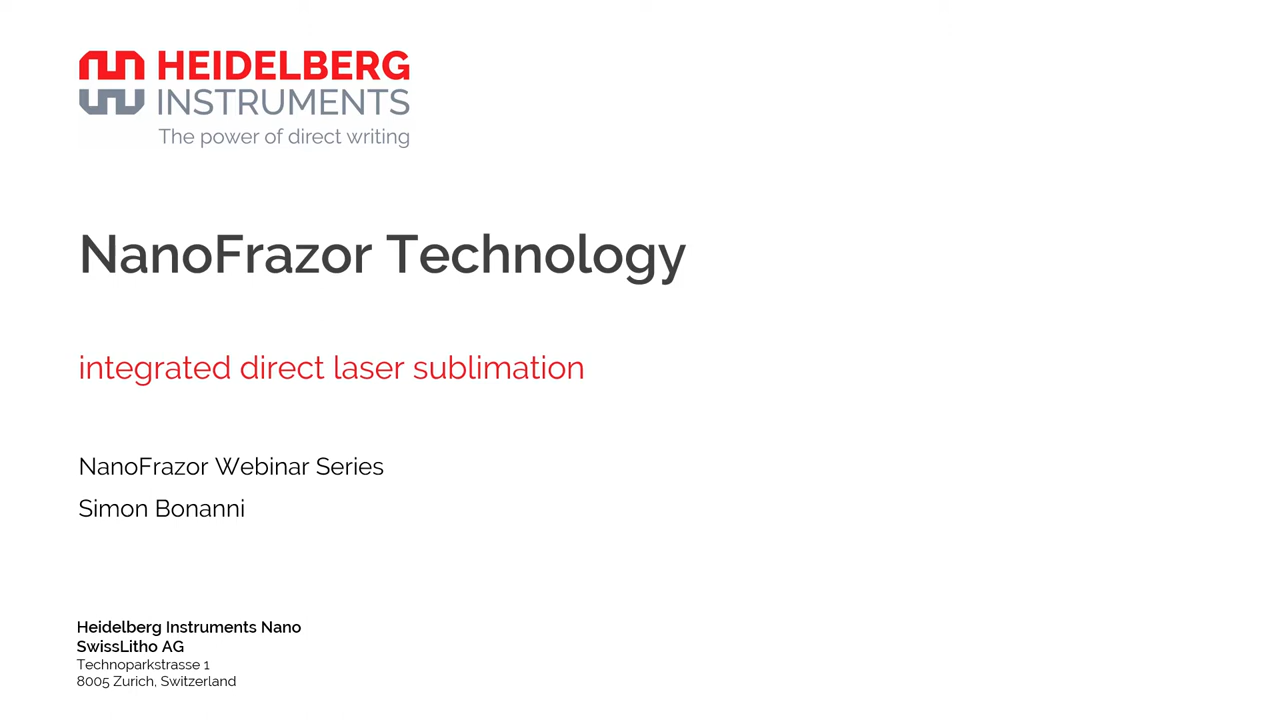 HEIDELBERG
INSTRUMENTS
The power of direct writing
NanoFrazor Technology
integrated direct laser sublimation
NanoFrazor Webinar Series
Simon Bonanni
Heidelberg Instruments Nano
SwissLitho AG
Technoparkstrasse 1
8005 Zurich, Switzerland